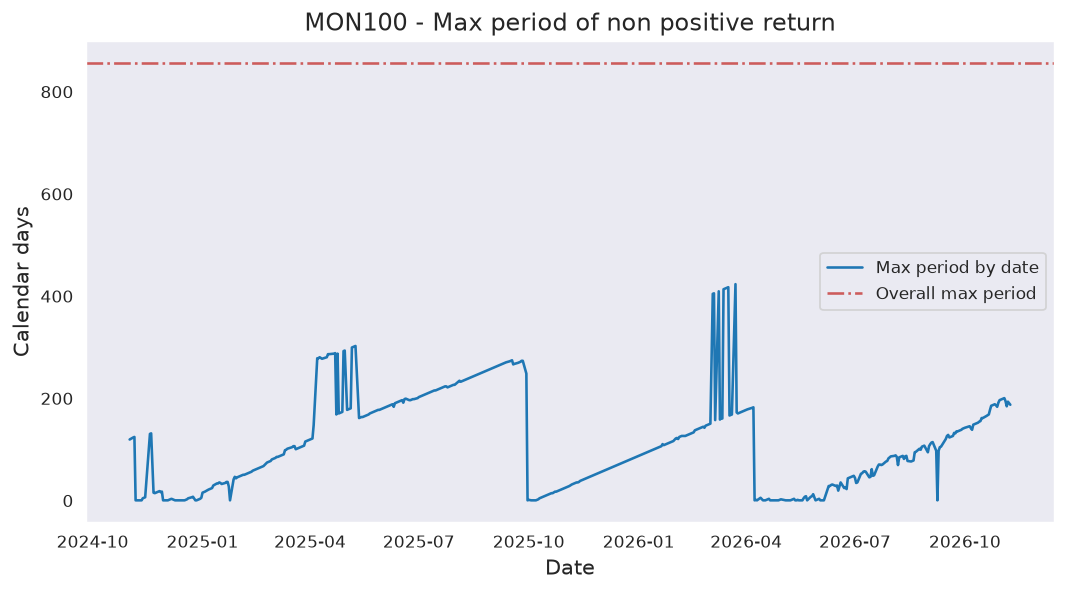 MON100 - Max period of non positive return
Calendar days
800
600
400
200
0
Max period by date
Overall max period
2024-10
2025-01
2025-04
2025-07
2025-10
2026-01
2026-04
2026-07
2026-10
Date